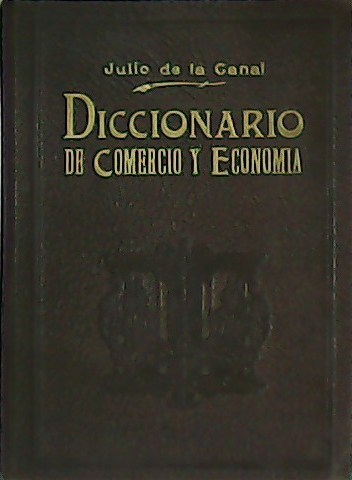 Julio de la Canal
DICCIONARIO
DE COMERCIO Y ECONOMIA